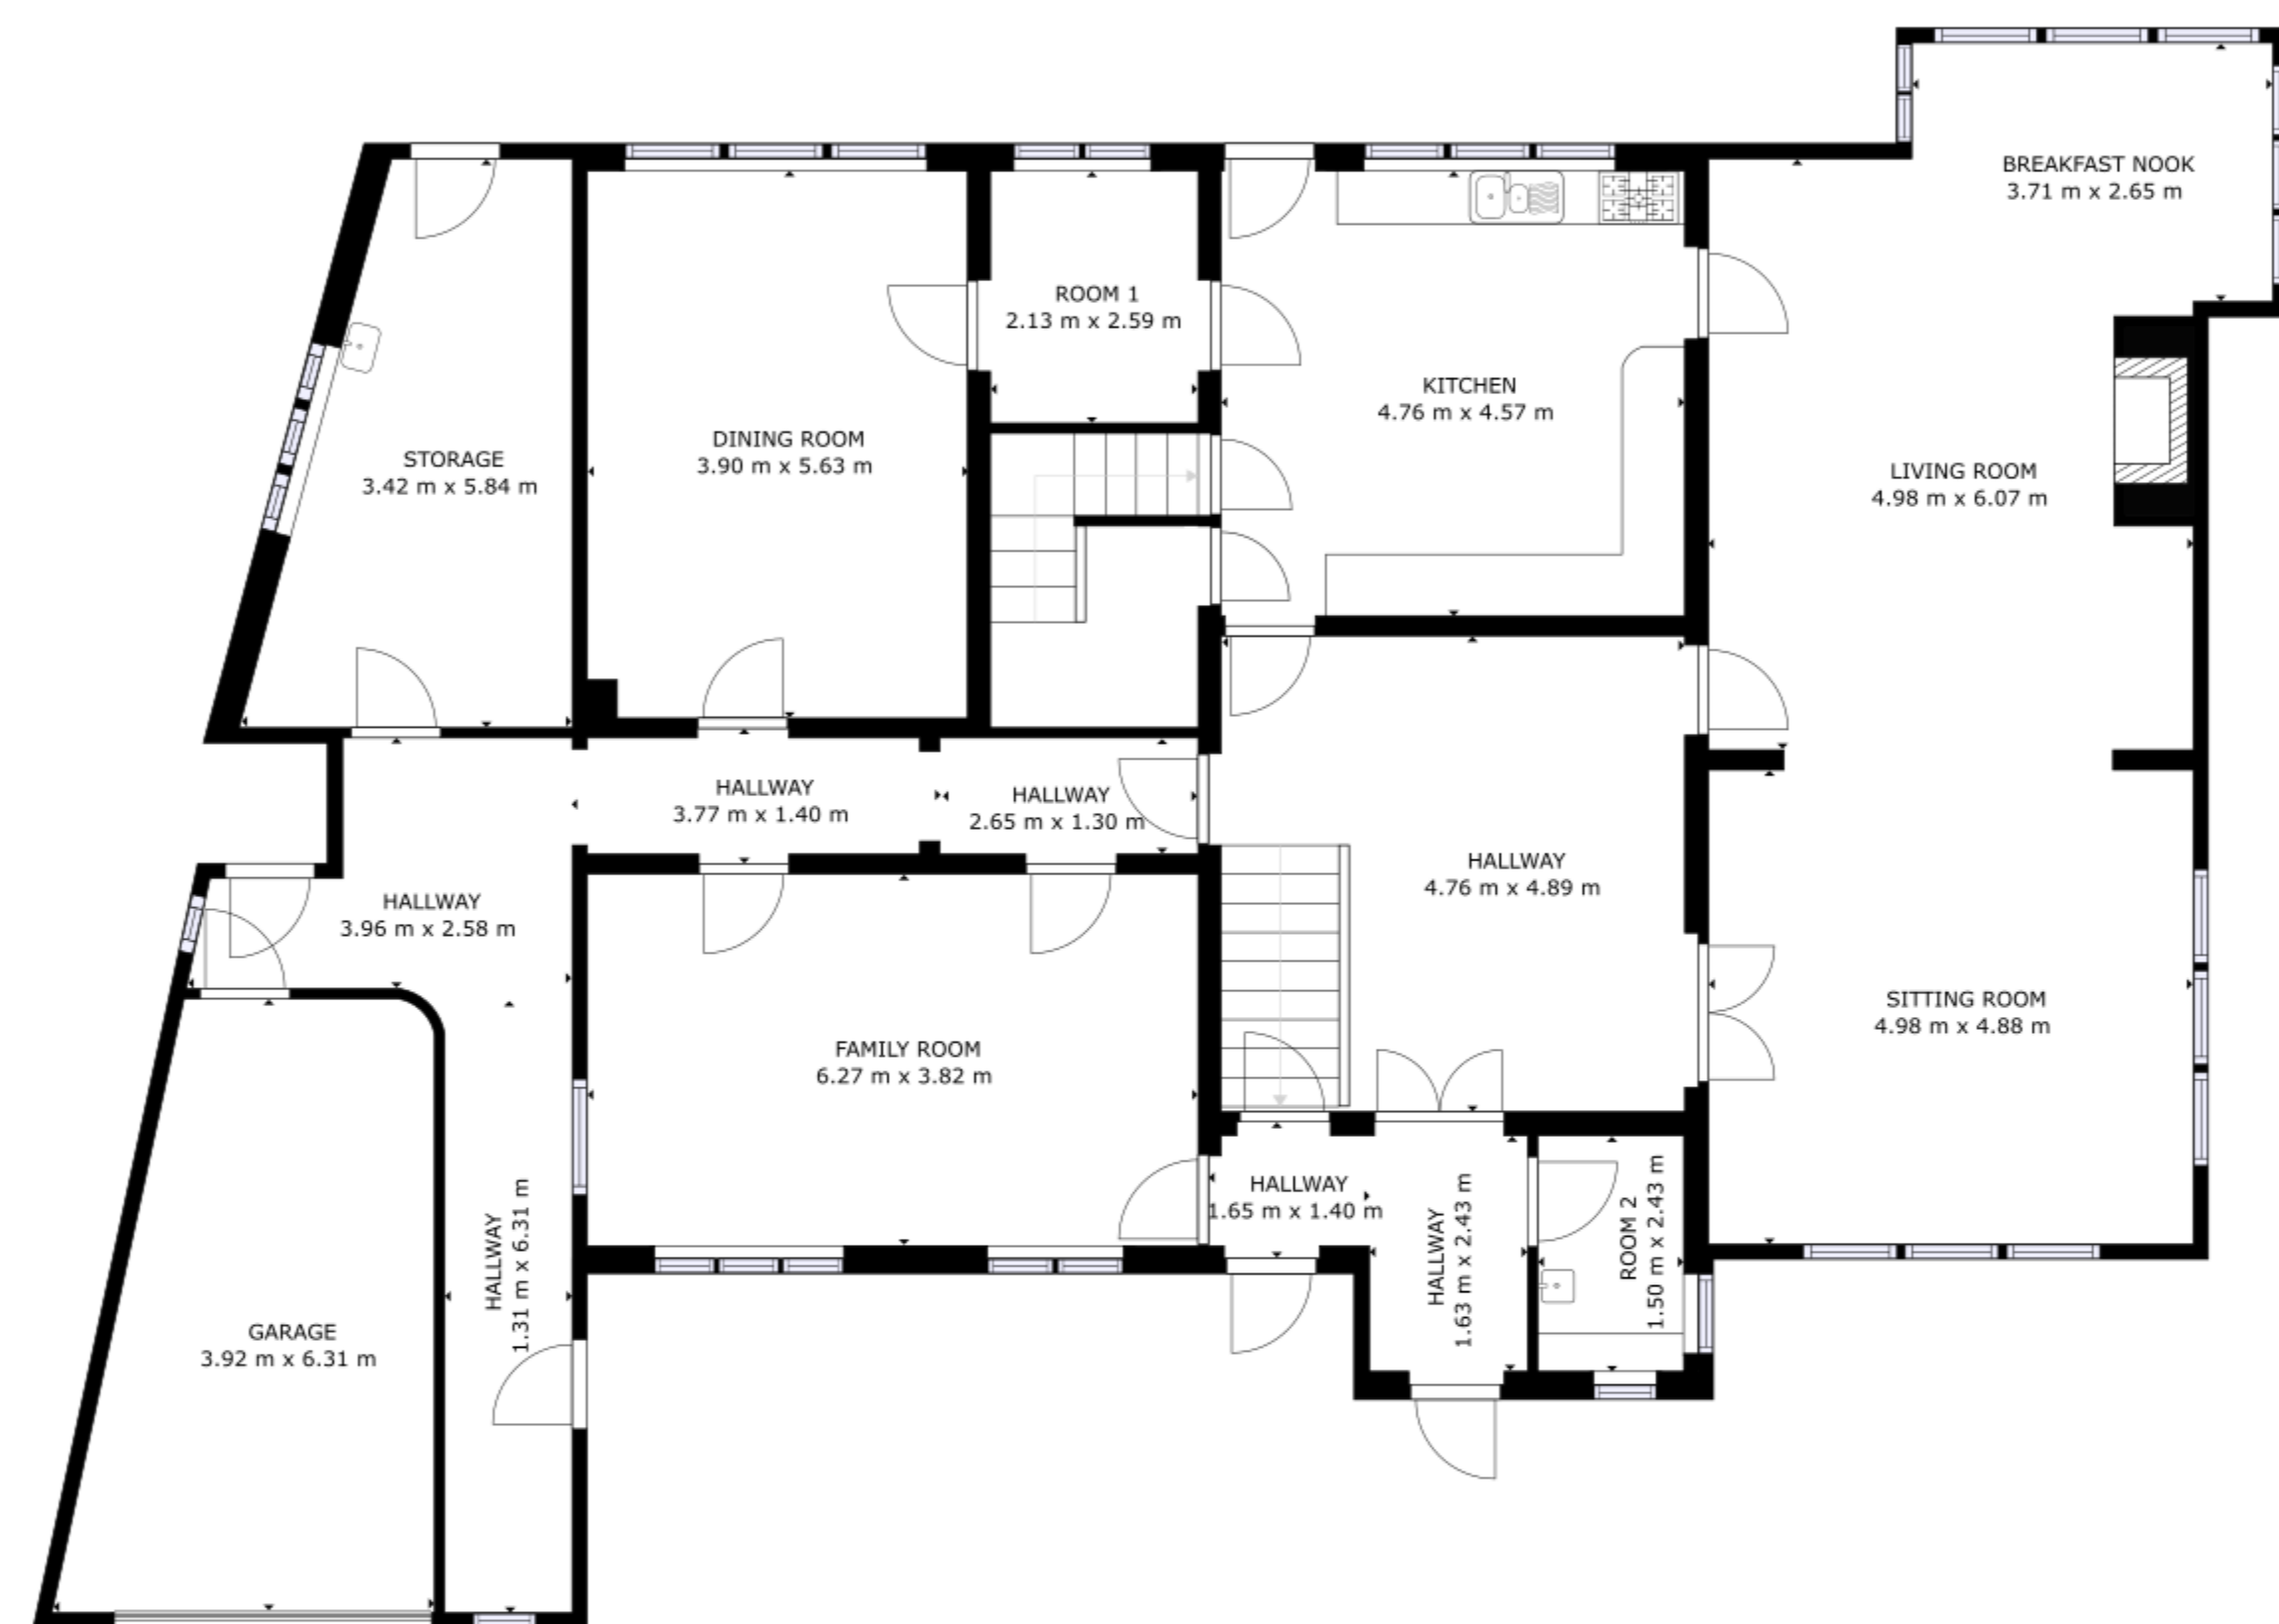 BREAKFAST NOOK
3.71 m x 2.65 m
ROOM 1
2.13 m x 2.59 m
KITCHEN
4.76 m x 4.57 m
DINING ROOM
3.90 m x 5.63 m
STORAGE
3.42 m x 5.84 m
LIVING ROOM
4.98 m x 6.07 m
HALLWAY
3.77 m x 1.40 m
HALLWAY
2.65 m x 1.30 m
HALLWAY
4.76 m x 4.89 m
HALLWAY
3.96 m x 2.58 m
SITTING ROOM
4.98 m x 4.88 m
FAMILY ROOM
6.27 m x 3.82 m
HALLWAY
1.65 m x 1.40 m
HALLWAY
1.63 m x 2.43 m
ROOM 2
1.50 m x 2.43 m
HALLWAY
1.31 m x 6.31 m
GARAGE
3.92 m x 6.31 m